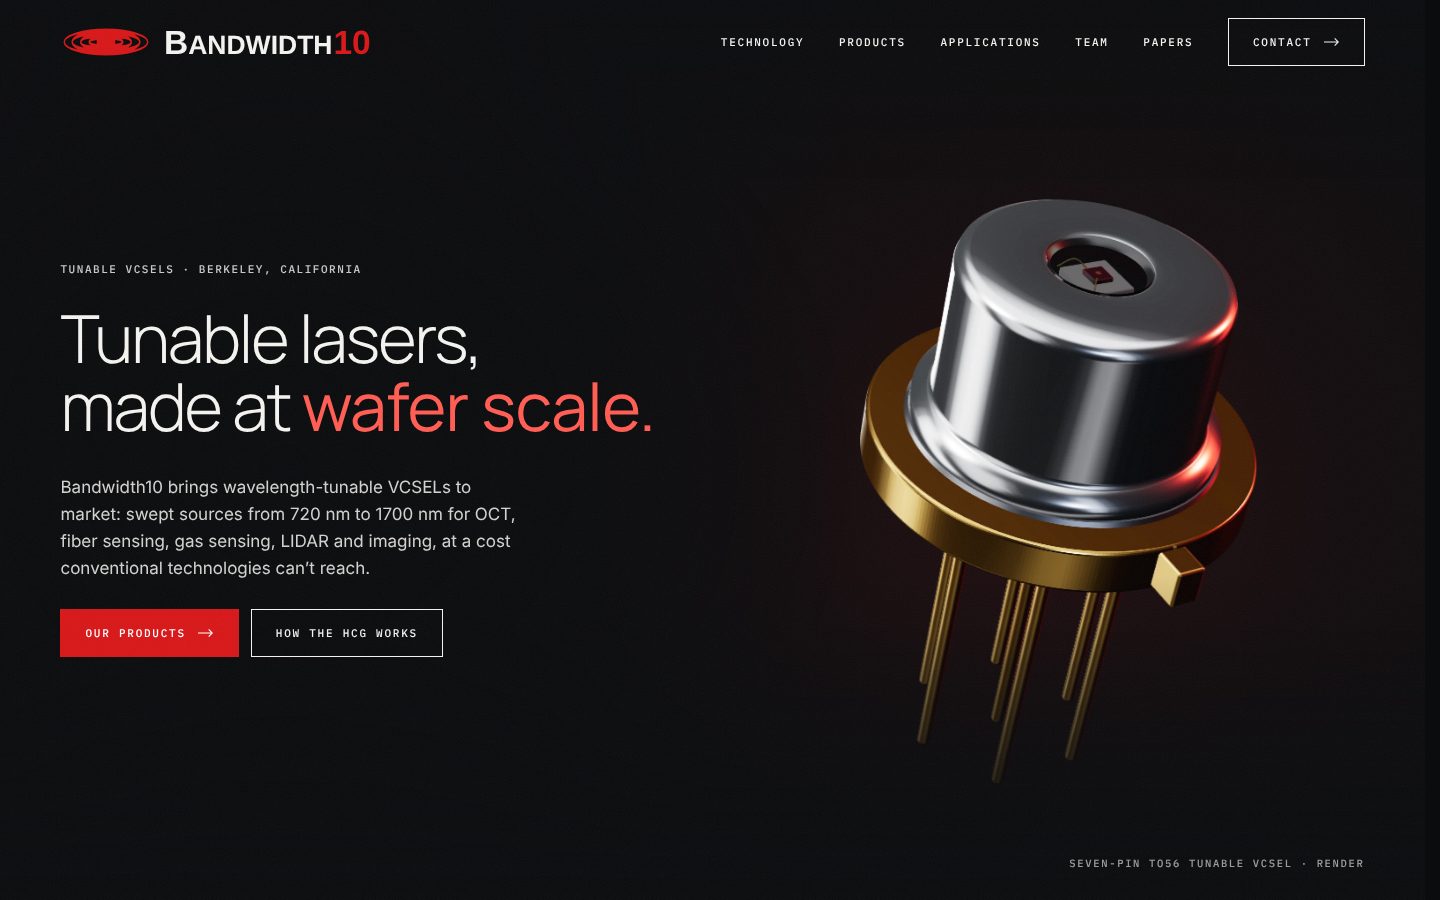 BANDWIDTH10
TECHNOLOGY PRODUCTS APPLICATIONS TEAM PAPERS CONTACT →
TUNABLE VCSELS · BERKELEY, CALIFORNIA
Tunable lasers,
made at wafer scale.
Bandwidth10 brings wavelength-tunable VCSELs to
market: swept sources from 720 nm to 1700 nm for OCT,
fiber sensing, gas sensing, LIDAR and imaging, at a cost
conventional technologies can’t reach.
OUR PRODUCTS → HOW THE HCG WORKS
SEVEN-PIN TO56 TUNABLE VCSEL · RENDER